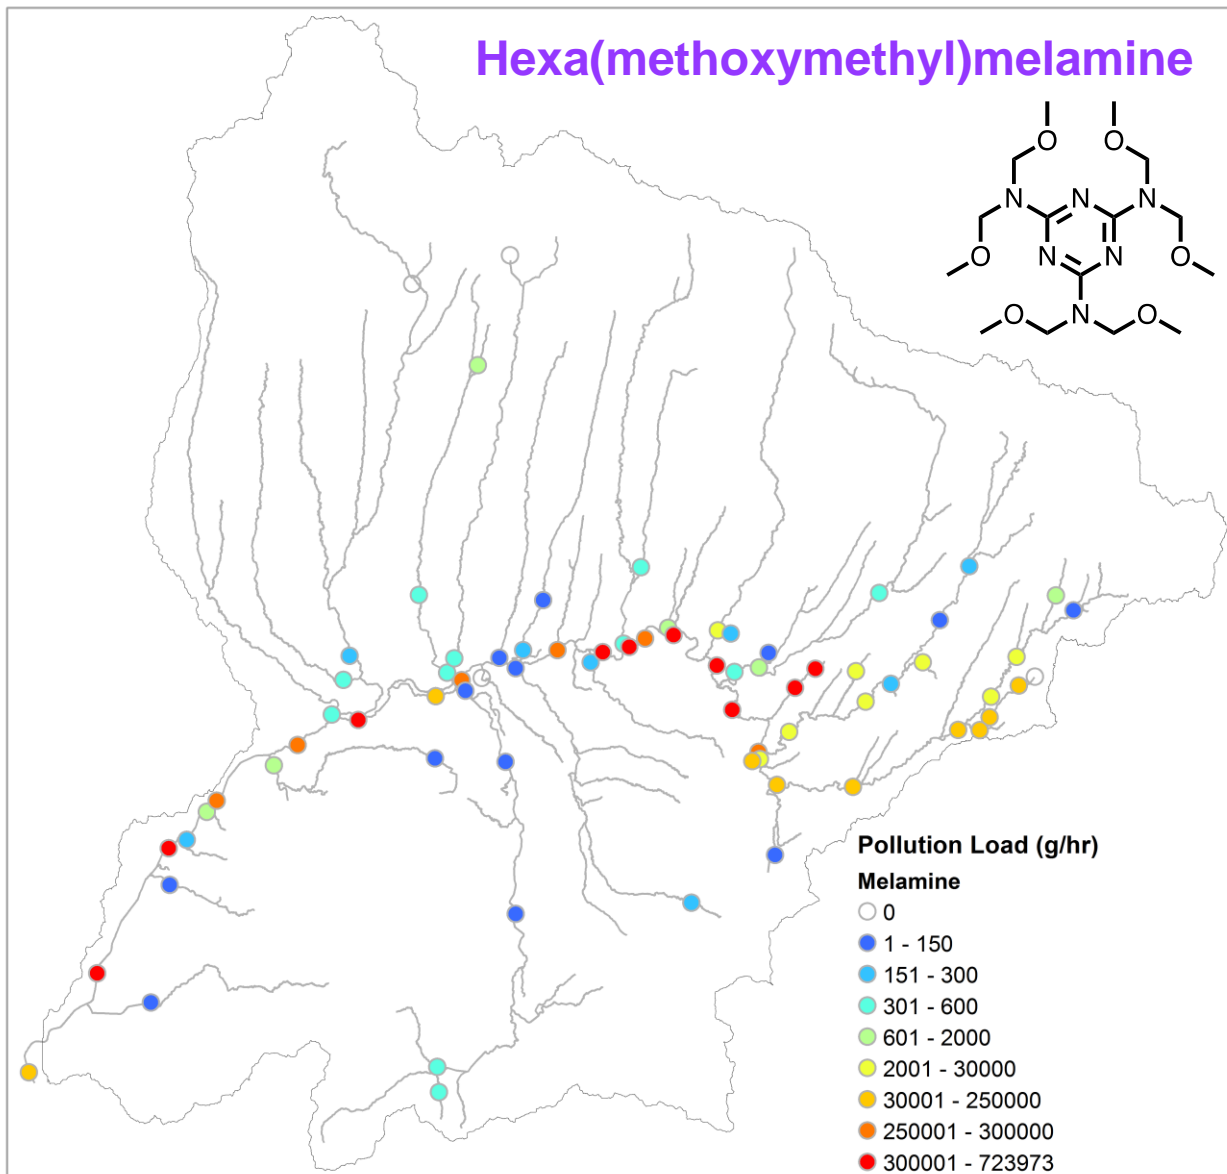 Hexa(methoxymethyl)melamine
O O
N N N
O N N O
O N O
Pollution Load (g/hr)
Melamine
0
1 - 150
151 - 300
301 - 600
601 - 2000
2001 - 30000
30001 - 250000
250001 - 300000
300001 - 723973